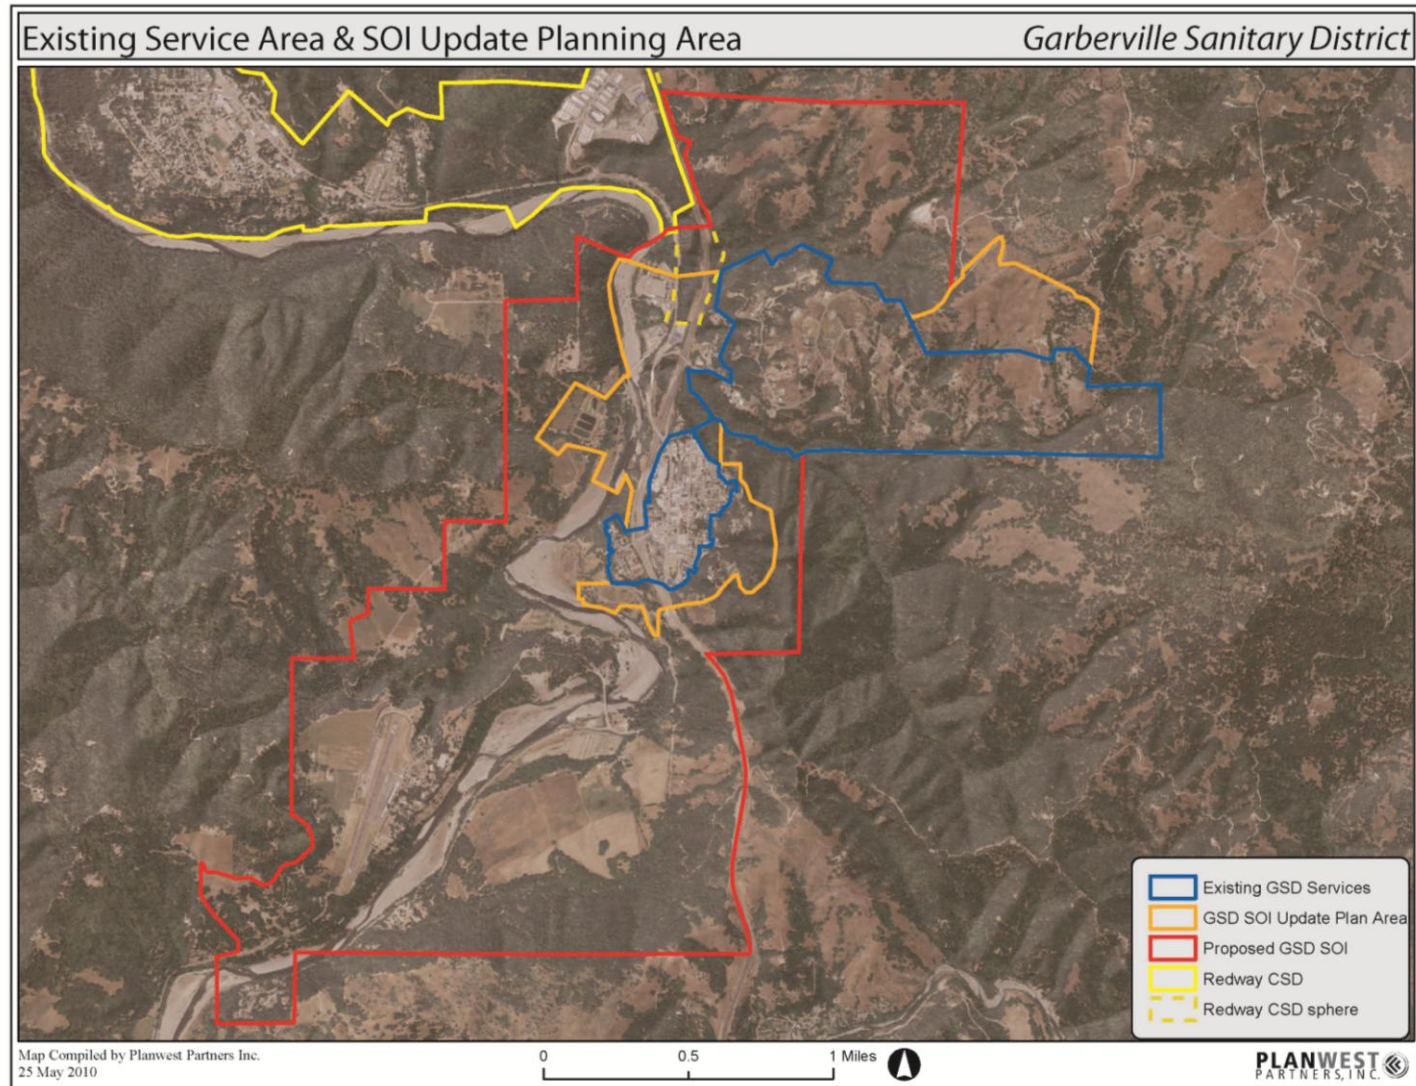 Existing Service Area & SOI Update Planning Area
Garberville Sanitary District
Existing GSD Services
GSD SOI Update Plan Area
Proposed GSD SOI
Redway CSD
Redway CSD sphere
Map Compiled by Planwest Partners Inc.
25 May 2010
0 0.5 1 Miles
PLANWEST
PARTNERS, INC.